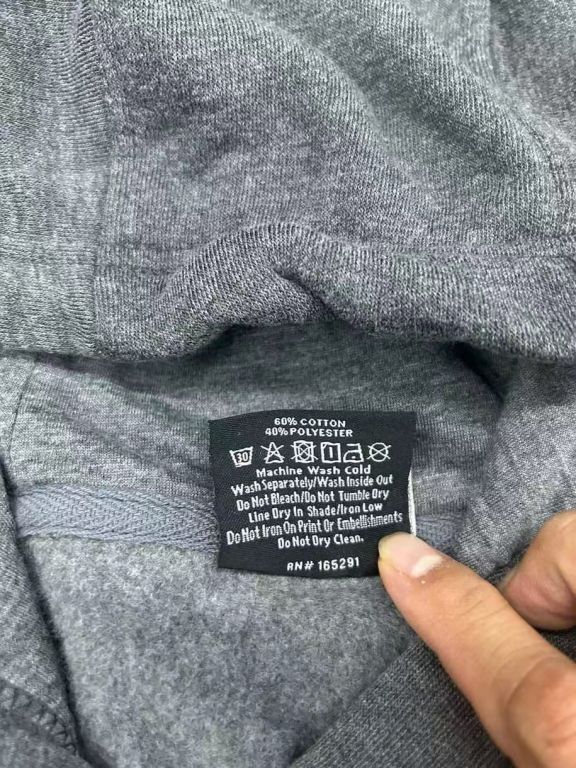 60% COTTON
40% POLYESTER
30
Machine Wash Cold
Wash Separately/Wash Inside Out
Do Not Bleach/Do Not Tumble Dry
Line Dry In Shade/Iron Low
Do Not Iron On Print Or Embellishments
Do Not Dry Clean.
RN# 165291